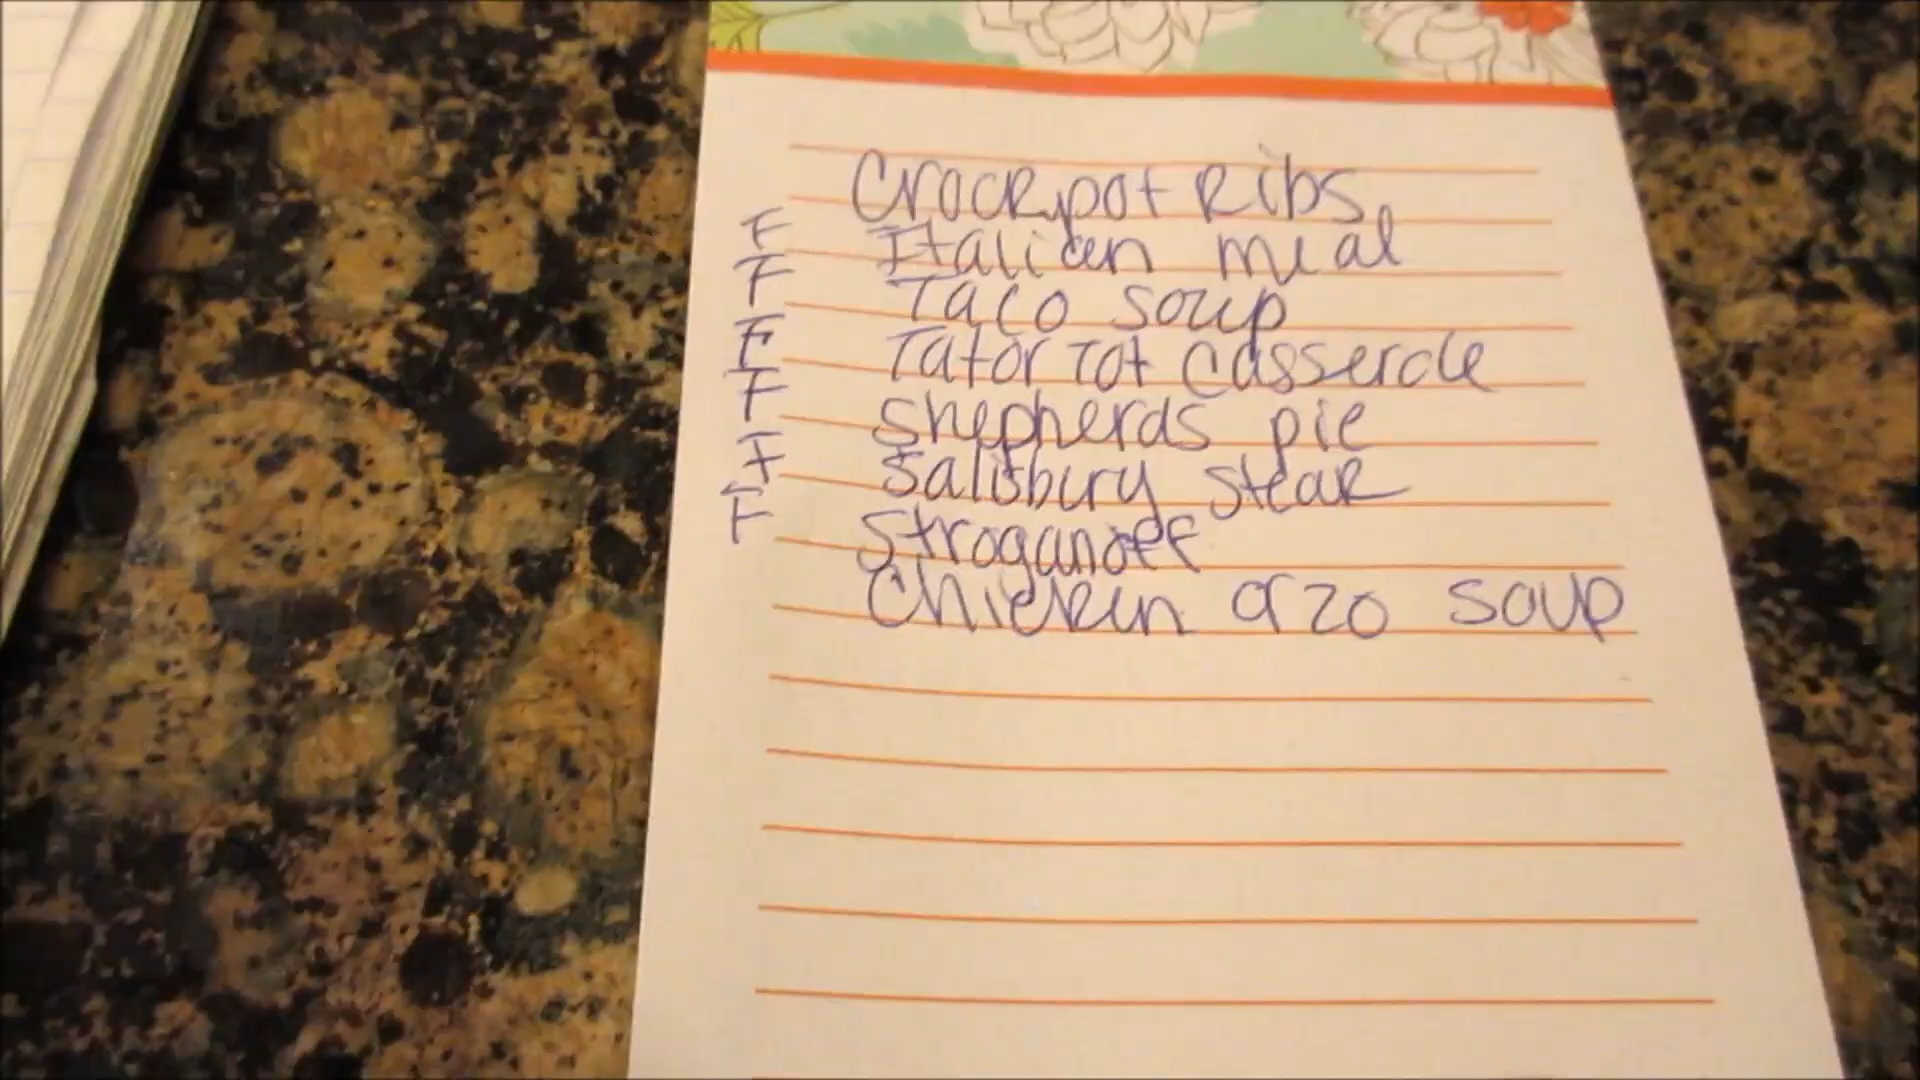 Crockpot Ribs
F Italian meal
F Taco soup
F Tator Tot Casserole
F Shepherds pie
F Salisbury steak
F Stroganoff
Chicken orzo soup